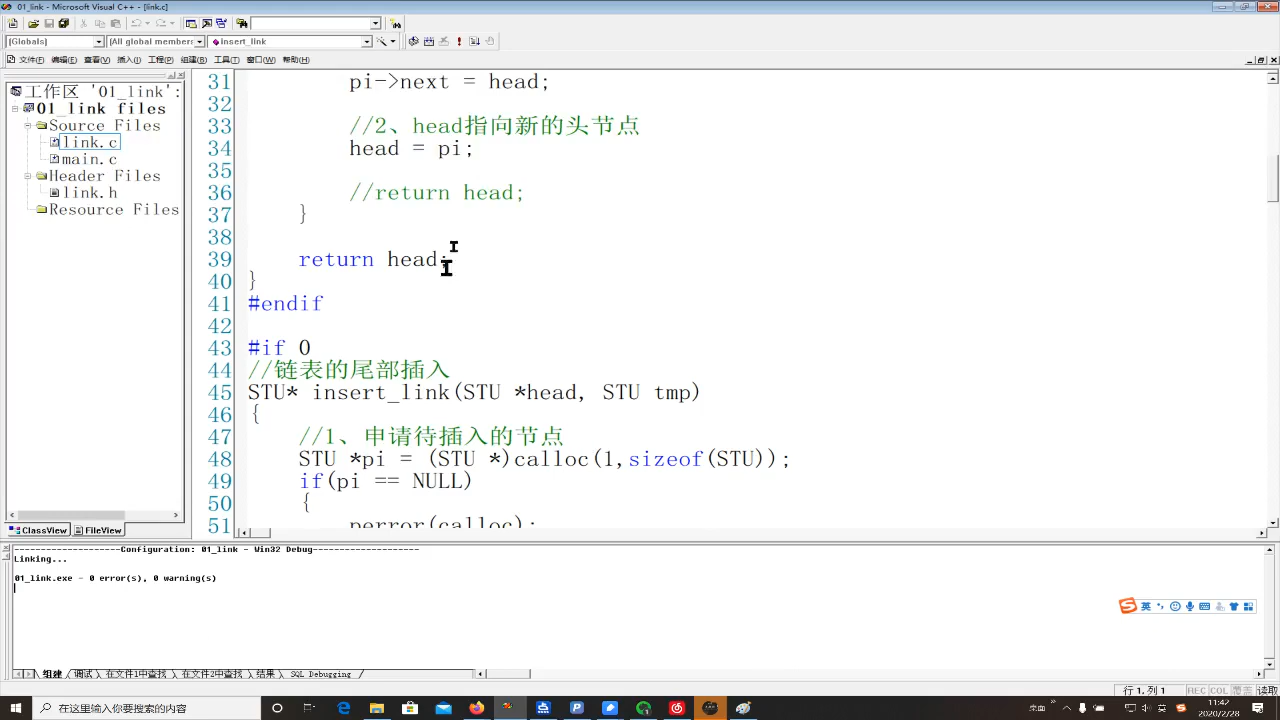 01_link - Microsoft Visual C++ - [link.c]
[Globals]
[All global members
insert_link
文件(F) 编辑(E) 查看(V) 插入(I) 工程(P) 组建(B) 工具(T) 窗口(W) 帮助(H)
工作区 '01_link':
01_link files
Source Files
link.c
main.c
Header Files
link.h
Resource Files
ClassView
FileView
31 pi->next = head;
32
33 //2、head指向新的头节点
34 head = pi;
35
36 //return head;
37 }
38
39 return head;
40 }
41 #endif
42
43 #if 0
44 //链表的尾部插入
45 STU* insert_link(STU *head, STU tmp)
46 {
47 //1、申请待插入的节点
48 STU *pi = (STU *)calloc(1,sizeof(STU));
49 if(pi == NULL)
50 {
51 perror(calloc);
--------------------Configuration: 01_link - Win32 Debug--------------------
Linking...
01_link.exe - 0 error(s), 0 warning(s)
英
组建 调试 在文件1中查找 在文件2中查找 结果 SQL Debugging
行 1, 列 1
REC COL 覆盖 读取
在这里输入你要搜索的内容
桌面
英
11:42
2020/2/28